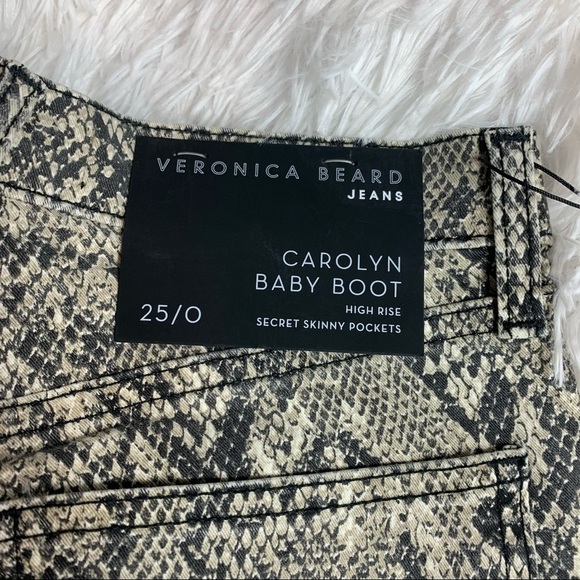 VERONICA BEARD
JEANS
CAROLYN
BABY BOOT
HIGH RISE
25/0
SECRET SKINNY POCKETS